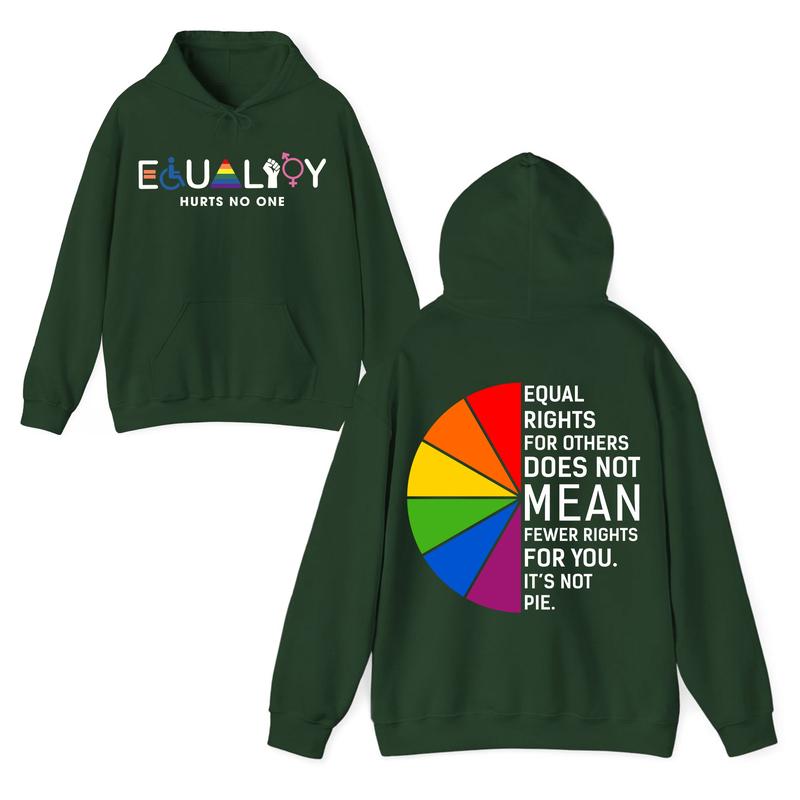 EQUALITY
HURTS NO ONE
EQUAL
RIGHTS
FOR OTHERS
DOES NOT
MEAN
FEWER RIGHTS
FOR YOU.
IT'S NOT
PIE.